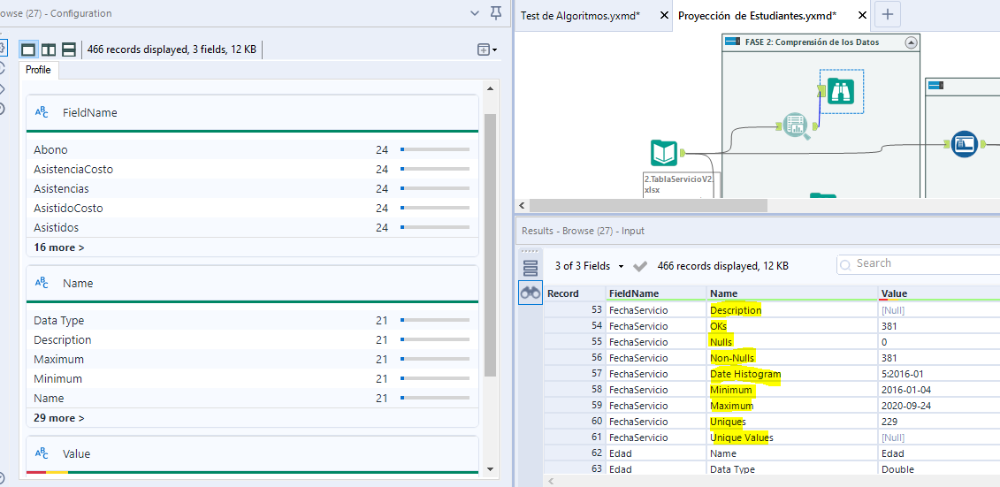 owse (27) - Configuration
466 records displayed, 3 fields, 12 KB
Profile
ABC FieldName
Abono 24
AsistenciaCosto 24
Asistencias 24
AsistidoCosto 24
Asistidos 24
16 more >
ABC Name
Data Type 21
Description 21
Maximum 21
Minimum 21
Name 21
29 more >
ABC Value
Test de Algoritmos.yxmd*
Proyección de Estudiantes.yxmd*
FASE 2: Comprensión de los Datos
2.TablaServicioV2.
xlsx
Results - Browse (27) - Input
3 of 3 Fields 466 records displayed, 12 KB Search
Record FieldName Name Value
53 FechaServicio Description [Null]
54 FechaServicio OKs 381
55 FechaServicio Nulls 0
56 FechaServicio Non-Nulls 381
57 FechaServicio Date Histogram 5:2016-01
58 FechaServicio Minimum 2016-01-04
59 FechaServicio Maximum 2020-09-24
60 FechaServicio Uniques 229
61 FechaServicio Unique Values [Null]
62 Edad Name Edad
63 Edad Data Type Double